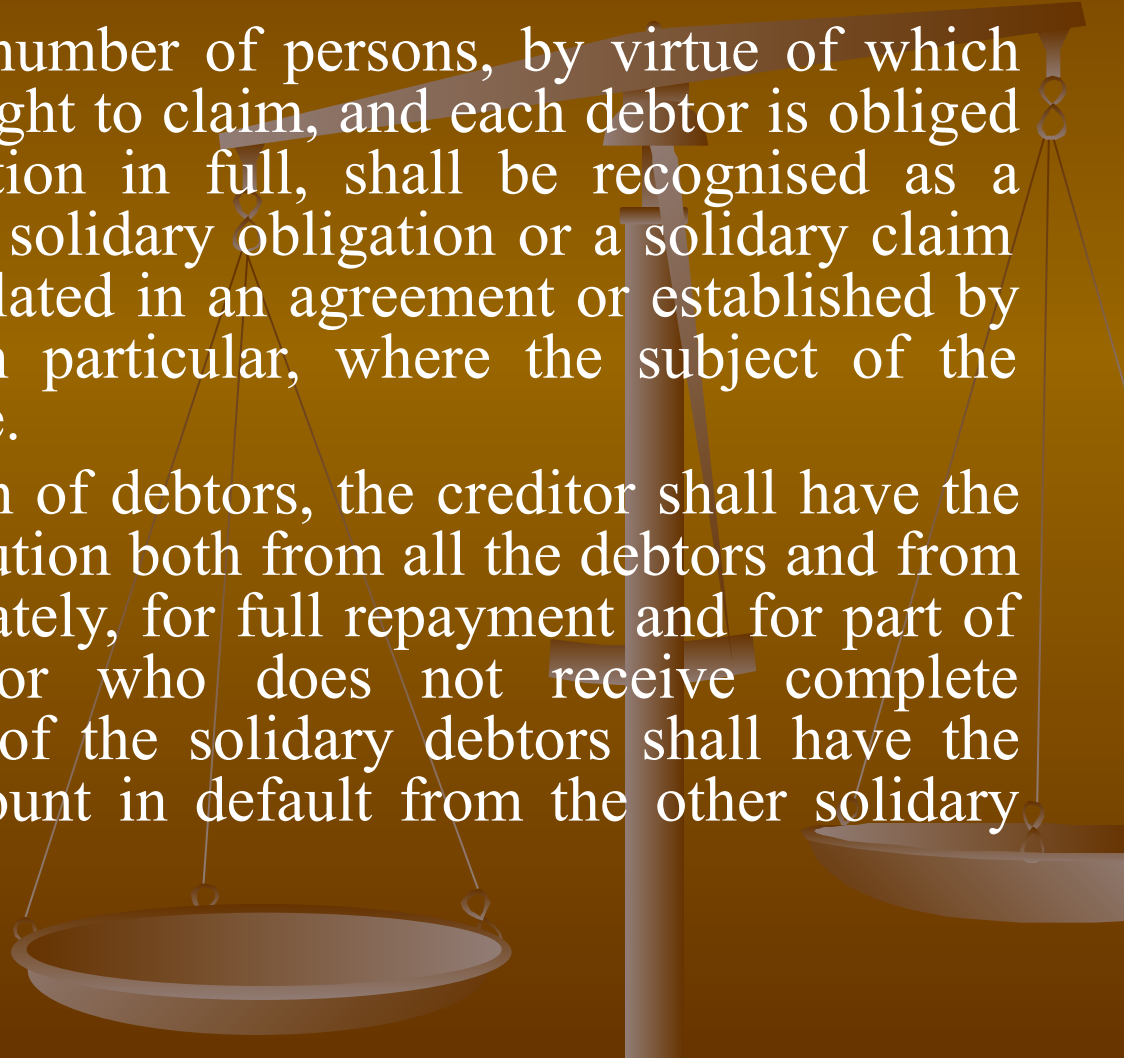 number of persons, by virtue of which
ght to claim, and each debtor is obliged
tion in full, shall be recognised as a
solidary obligation or a solidary claim
lated in an agreement or established by
particular, where the subject of the
e.
of debtors, the creditor shall have the
ution both from all the debtors and from
ately, for full repayment and for part of
or who does not receive complete
of the solidary debtors shall have the
ount in default from the other solidary